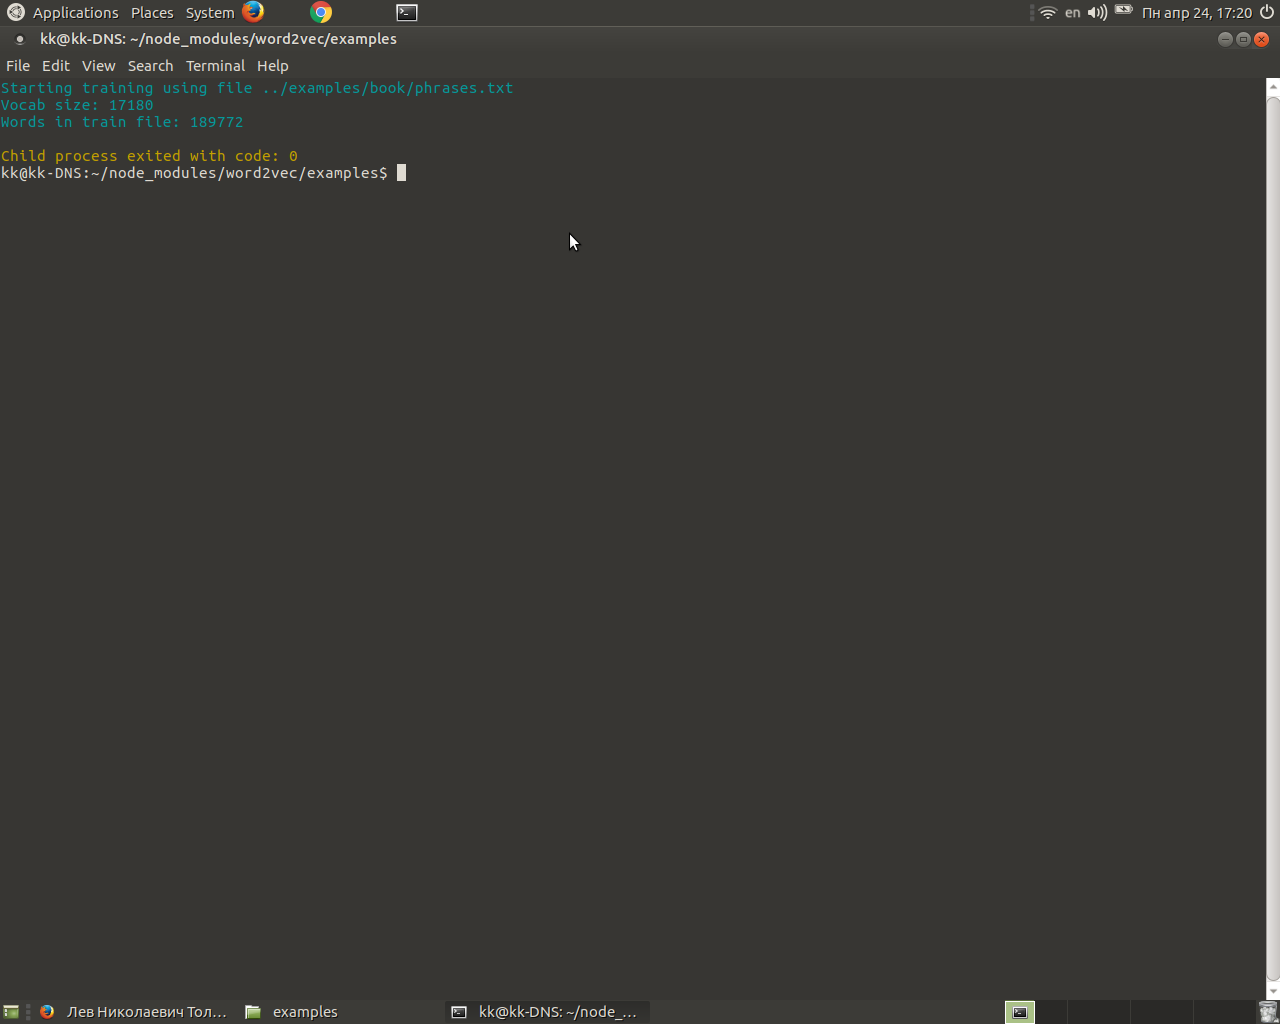 Applications Places System en Пн апр 24, 17:20
kk@kk-DNS: ~/node_modules/word2vec/examples
File Edit View Search Terminal Help
Starting training using file ../examples/book/phrases.txt
Vocab size: 17180
Words in train file: 189772
Child process exited with code: 0
kk@kk-DNS:~/node_modules/word2vec/examples$
Лев Николаевич Тол... examples kk@kk-DNS: ~/node_...